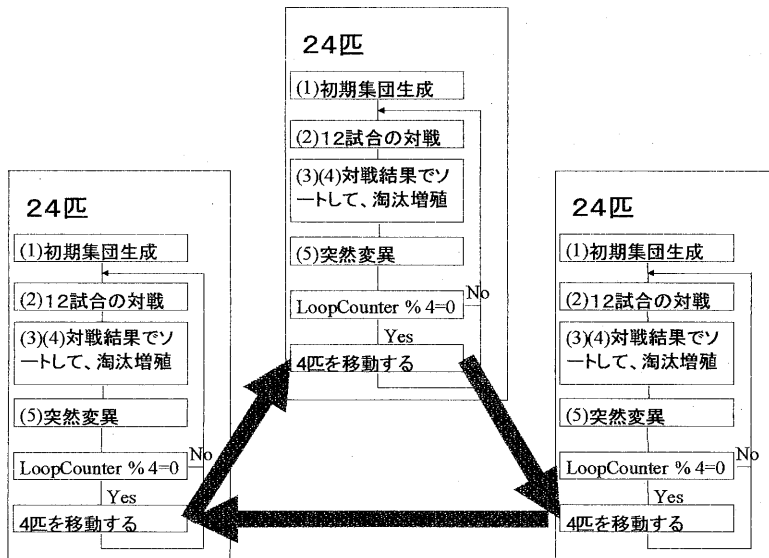 24匹
(1)初期集団生成
(2)12試合の対戦
(3)(4)対戦結果でソ
ートして、淘汰増殖
(5)突然変異
No
LoopCounter % 4=0
Yes
4匹を移動する
24匹
(1)初期集団生成
(2)12試合の対戦
(3)(4)対戦結果でソ
ートして、淘汰増殖
(5)突然変異
No
LoopCounter % 4=0
Yes
4匹を移動する
24匹
(1)初期集団生成
(2)12試合の対戦
(3)(4)対戦結果でソ
ートして、淘汰増殖
(5)突然変異
No
LoopCounter % 4=0
Yes
4匹を移動する